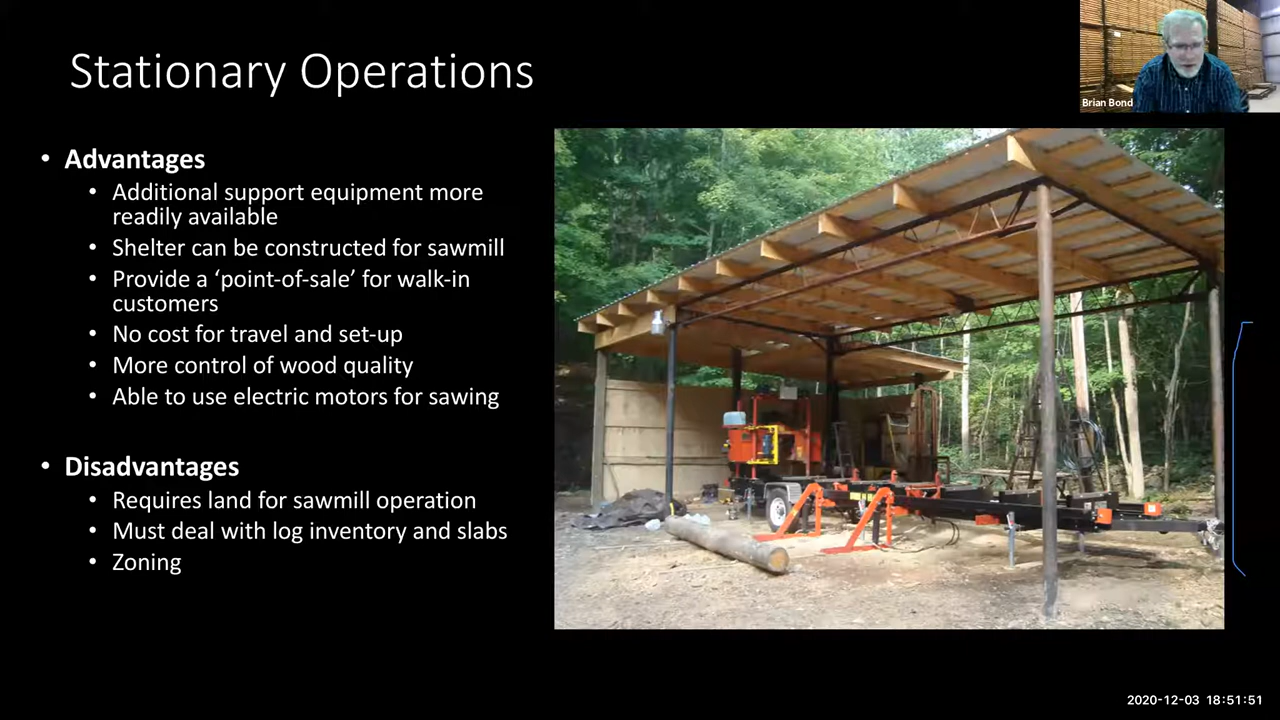 Stationary Operations
Brian Bond
• Advantages
• Additional support equipment more
readily available
• Shelter can be constructed for sawmill
• Provide a ‘point-of-sale’ for walk-in
customers
• No cost for travel and set-up
• More control of wood quality
• Able to use electric motors for sawing
• Disadvantages
• Requires land for sawmill operation
• Must deal with log inventory and slabs
• Zoning
2020-12-03 18:51:51